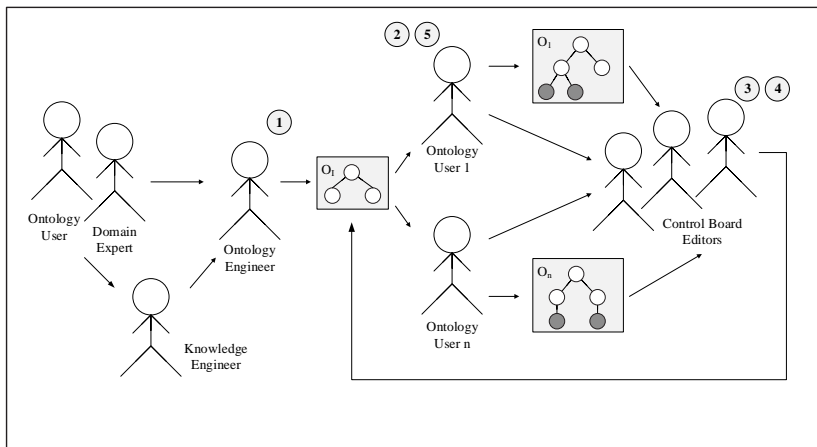 2 5
O1
3 4
1
Ontology
User 1
OI
Ontology
User
Domain
Expert
Ontology
Engineer
Control Board
Editors
On
Ontology
User n
Knowledge
Engineer